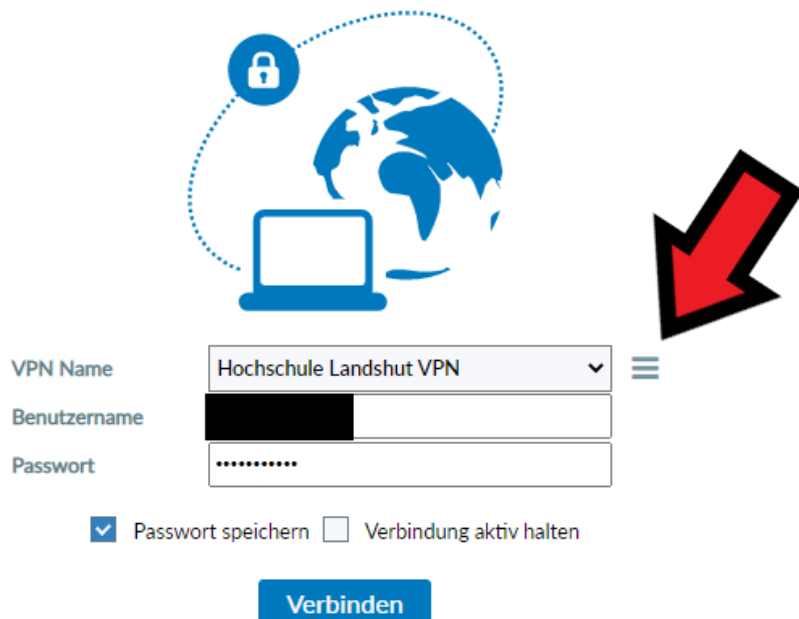 VPN Name Hochschule Landshut VPN
Benutzername
Passwort •••••••••••
Passwort speichern Verbindung aktiv halten
Verbinden